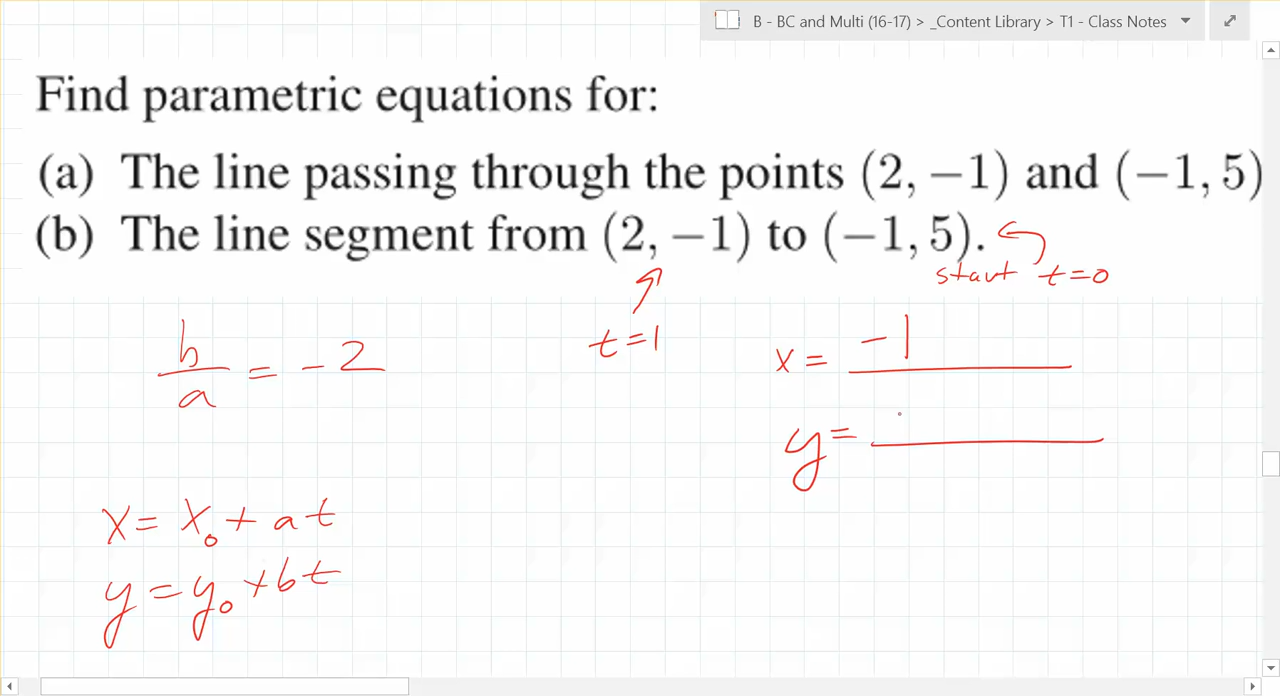 B - BC and Multi (16-17) > _Content Library > T1 - Class Notes
Find parametric equations for:
(a) The line passing through the points (2, −1) and (−1, 5)
(b) The line segment from (2, −1) to (−1, 5).
start t=0
t=1
b/a = -2
x = -1
y =
x = x₀ + at
y = y₀ + bt